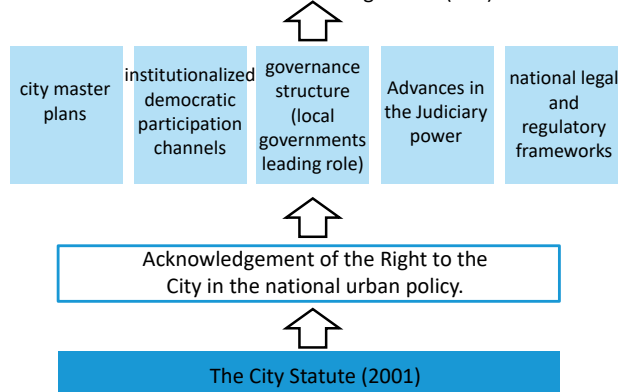 city master
plans
institutionalized
democratic
participation
channels
governance
structure
(local
governments
leading role)
Advances in
the Judiciary
power
national legal
and
regulatory
frameworks
Acknowledgement of the Right to the
City in the national urban policy.
The City Statute (2001)